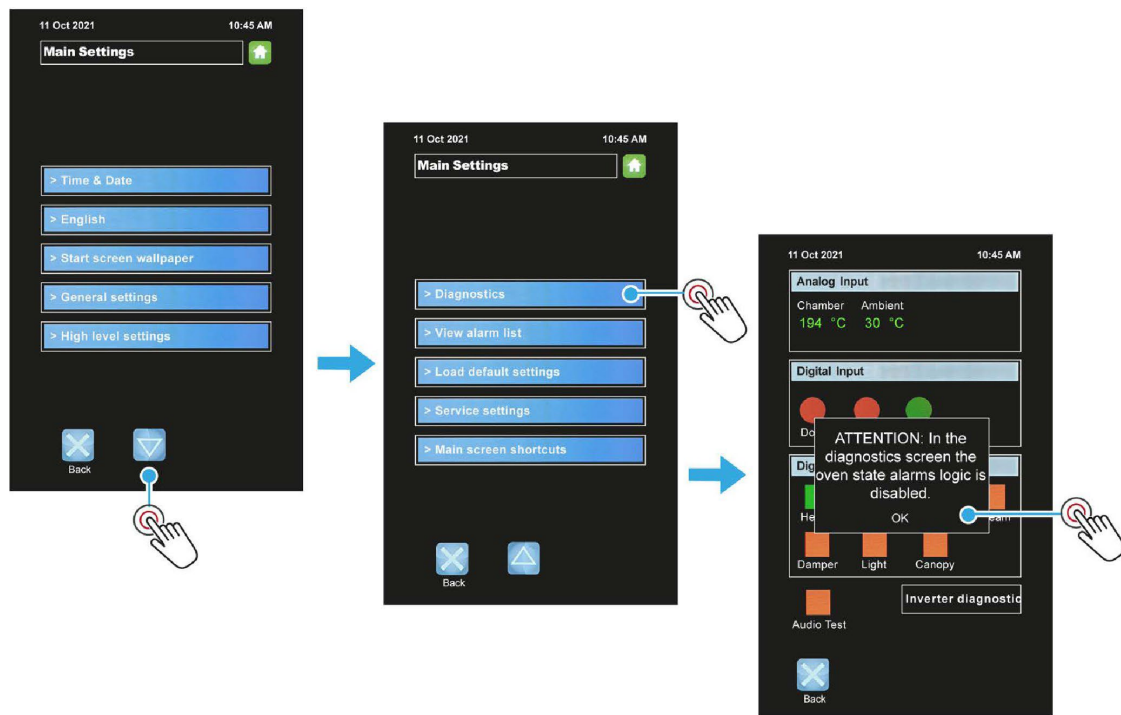 11 Oct 2021 10:45 AM
Main Settings
> Time & Date
> English
> Start screen wallpaper
> General settings
> High level settings
Back
11 Oct 2021 10:45 AM
Main Settings
> Diagnostics
> View alarm list
> Load default settings
> Service settings
> Main screen shortcuts
Back
11 Oct 2021 10:45 AM
Analog Input
Chamber Ambient
194 °C 30 °C
Digital Input
ATTENTION: In the
diagnostics screen the
oven state alarms logic is
disabled.
OK
Damper Light Canopy
Inverter diagnostic
Audio Test
Back